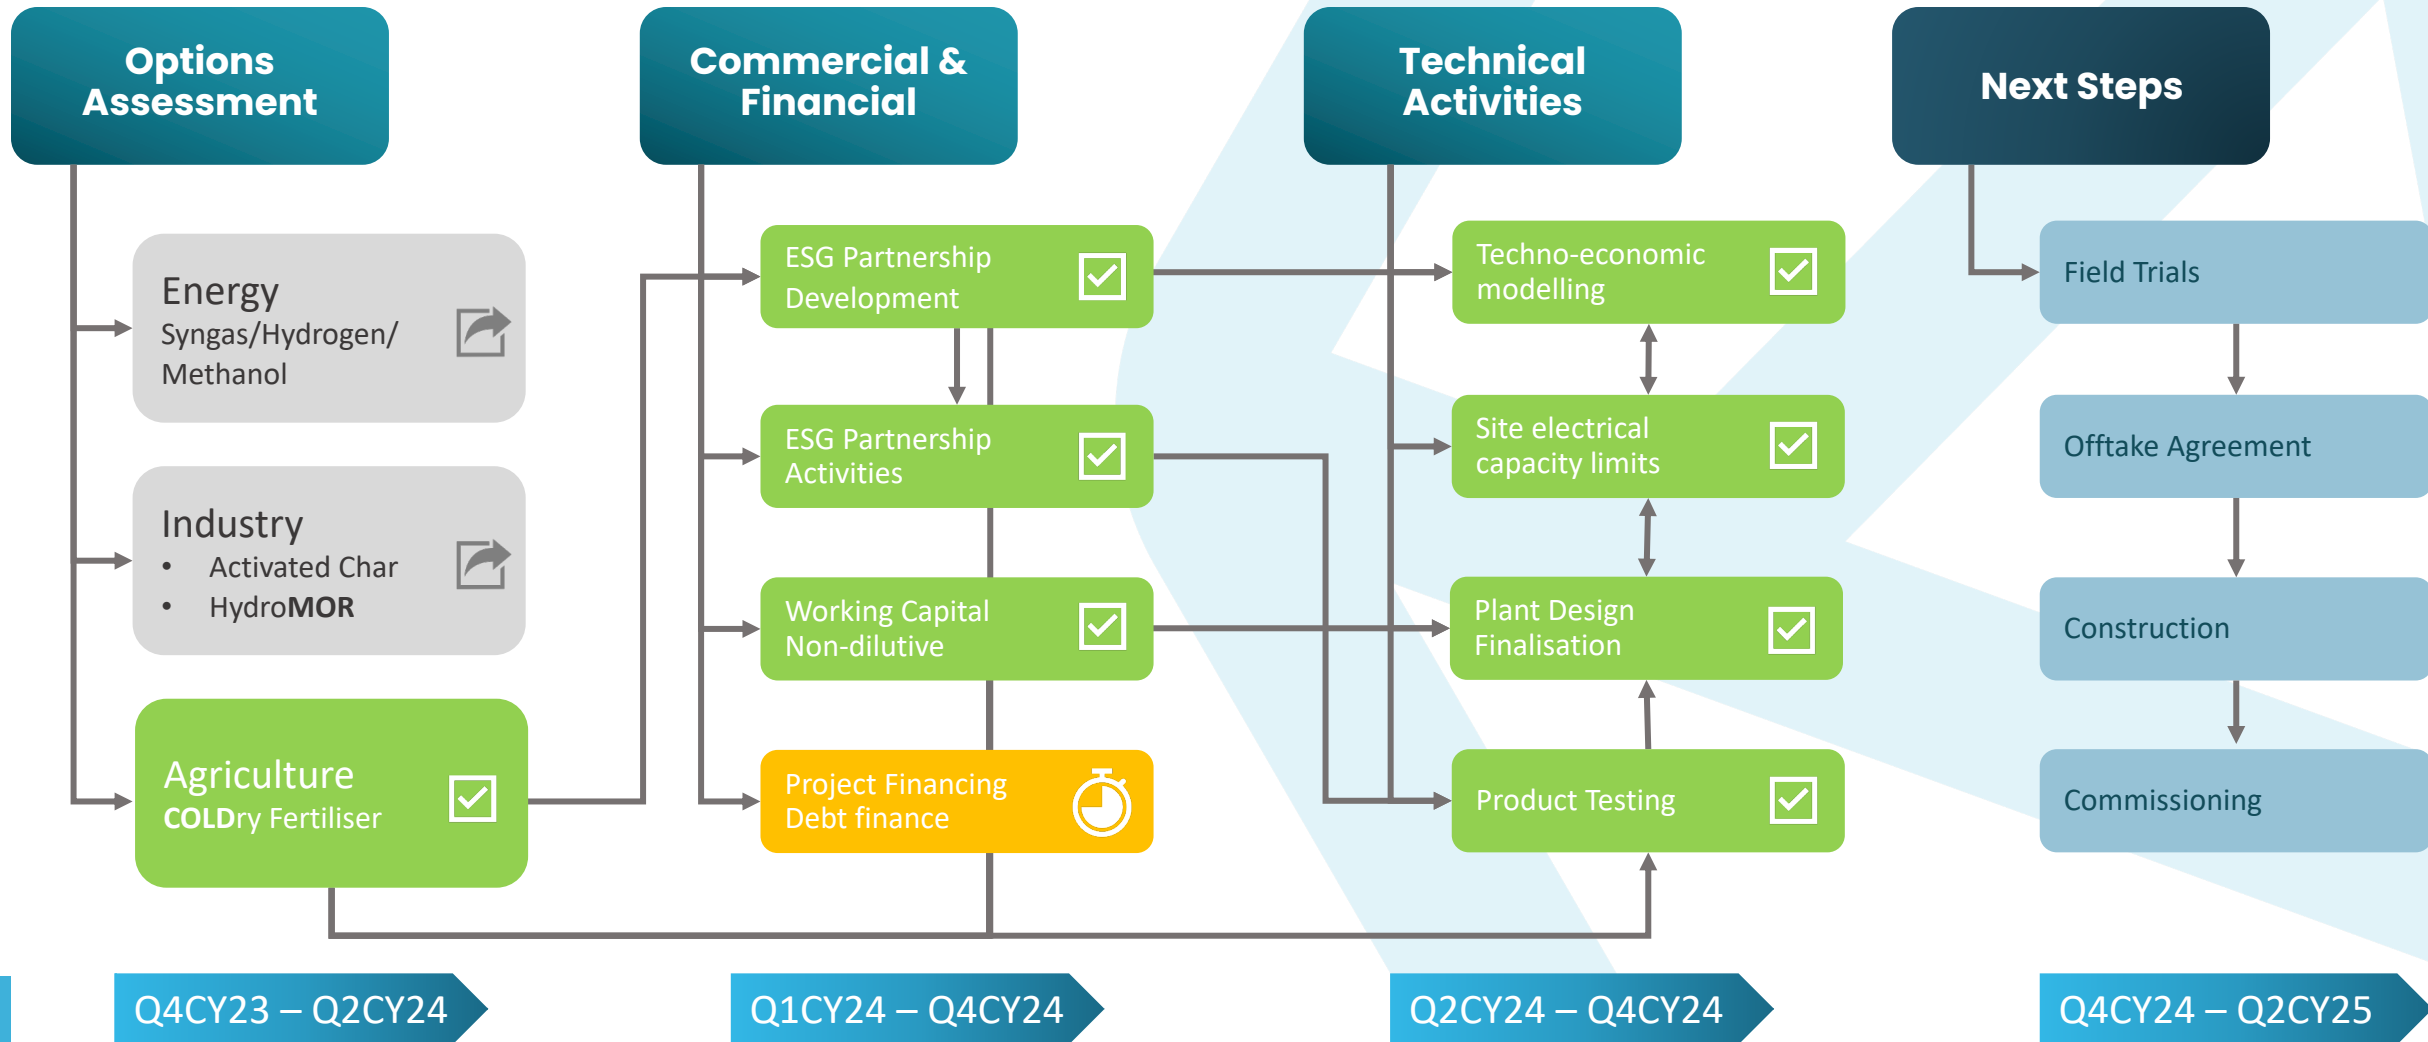 Options
Assessment
Commercial &
Financial
Technical
Activities
Next Steps
Energy
Syngas/Hydrogen/
Methanol
Industry
• Activated Char
• HydroMOR
Agriculture
COLDry Fertiliser
ESG Partnership
Development
ESG Partnership
Activities
Working Capital
Non-dilutive
Project Financing
Debt finance
Techno-economic
modelling
Site electrical
capacity limits
Plant Design
Finalisation
Product Testing
Field Trials
Offtake Agreement
Construction
Commissioning
Q4CY23 – Q2CY24
Q1CY24 – Q4CY24
Q2CY24 – Q4CY24
Q4CY24 – Q2CY25